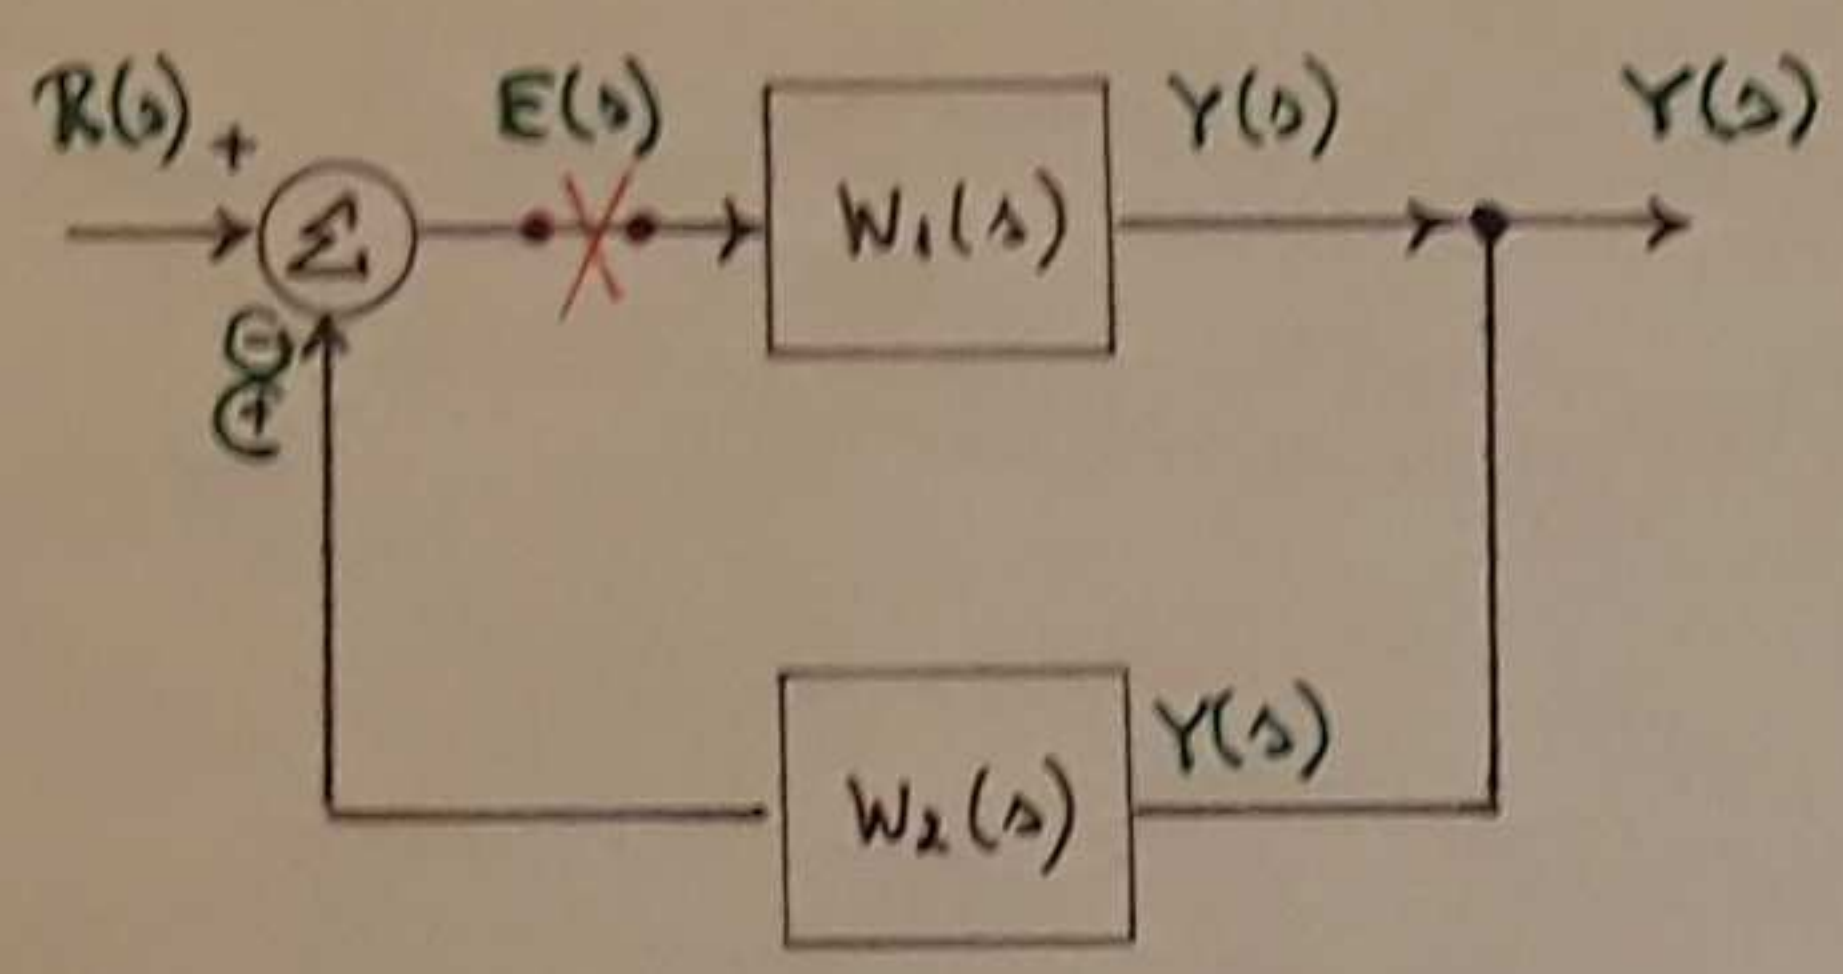 R(s) + E(s) Y(s) Y(s)
Σ W₁(s)
-
+
Y(s)
W₂(s)